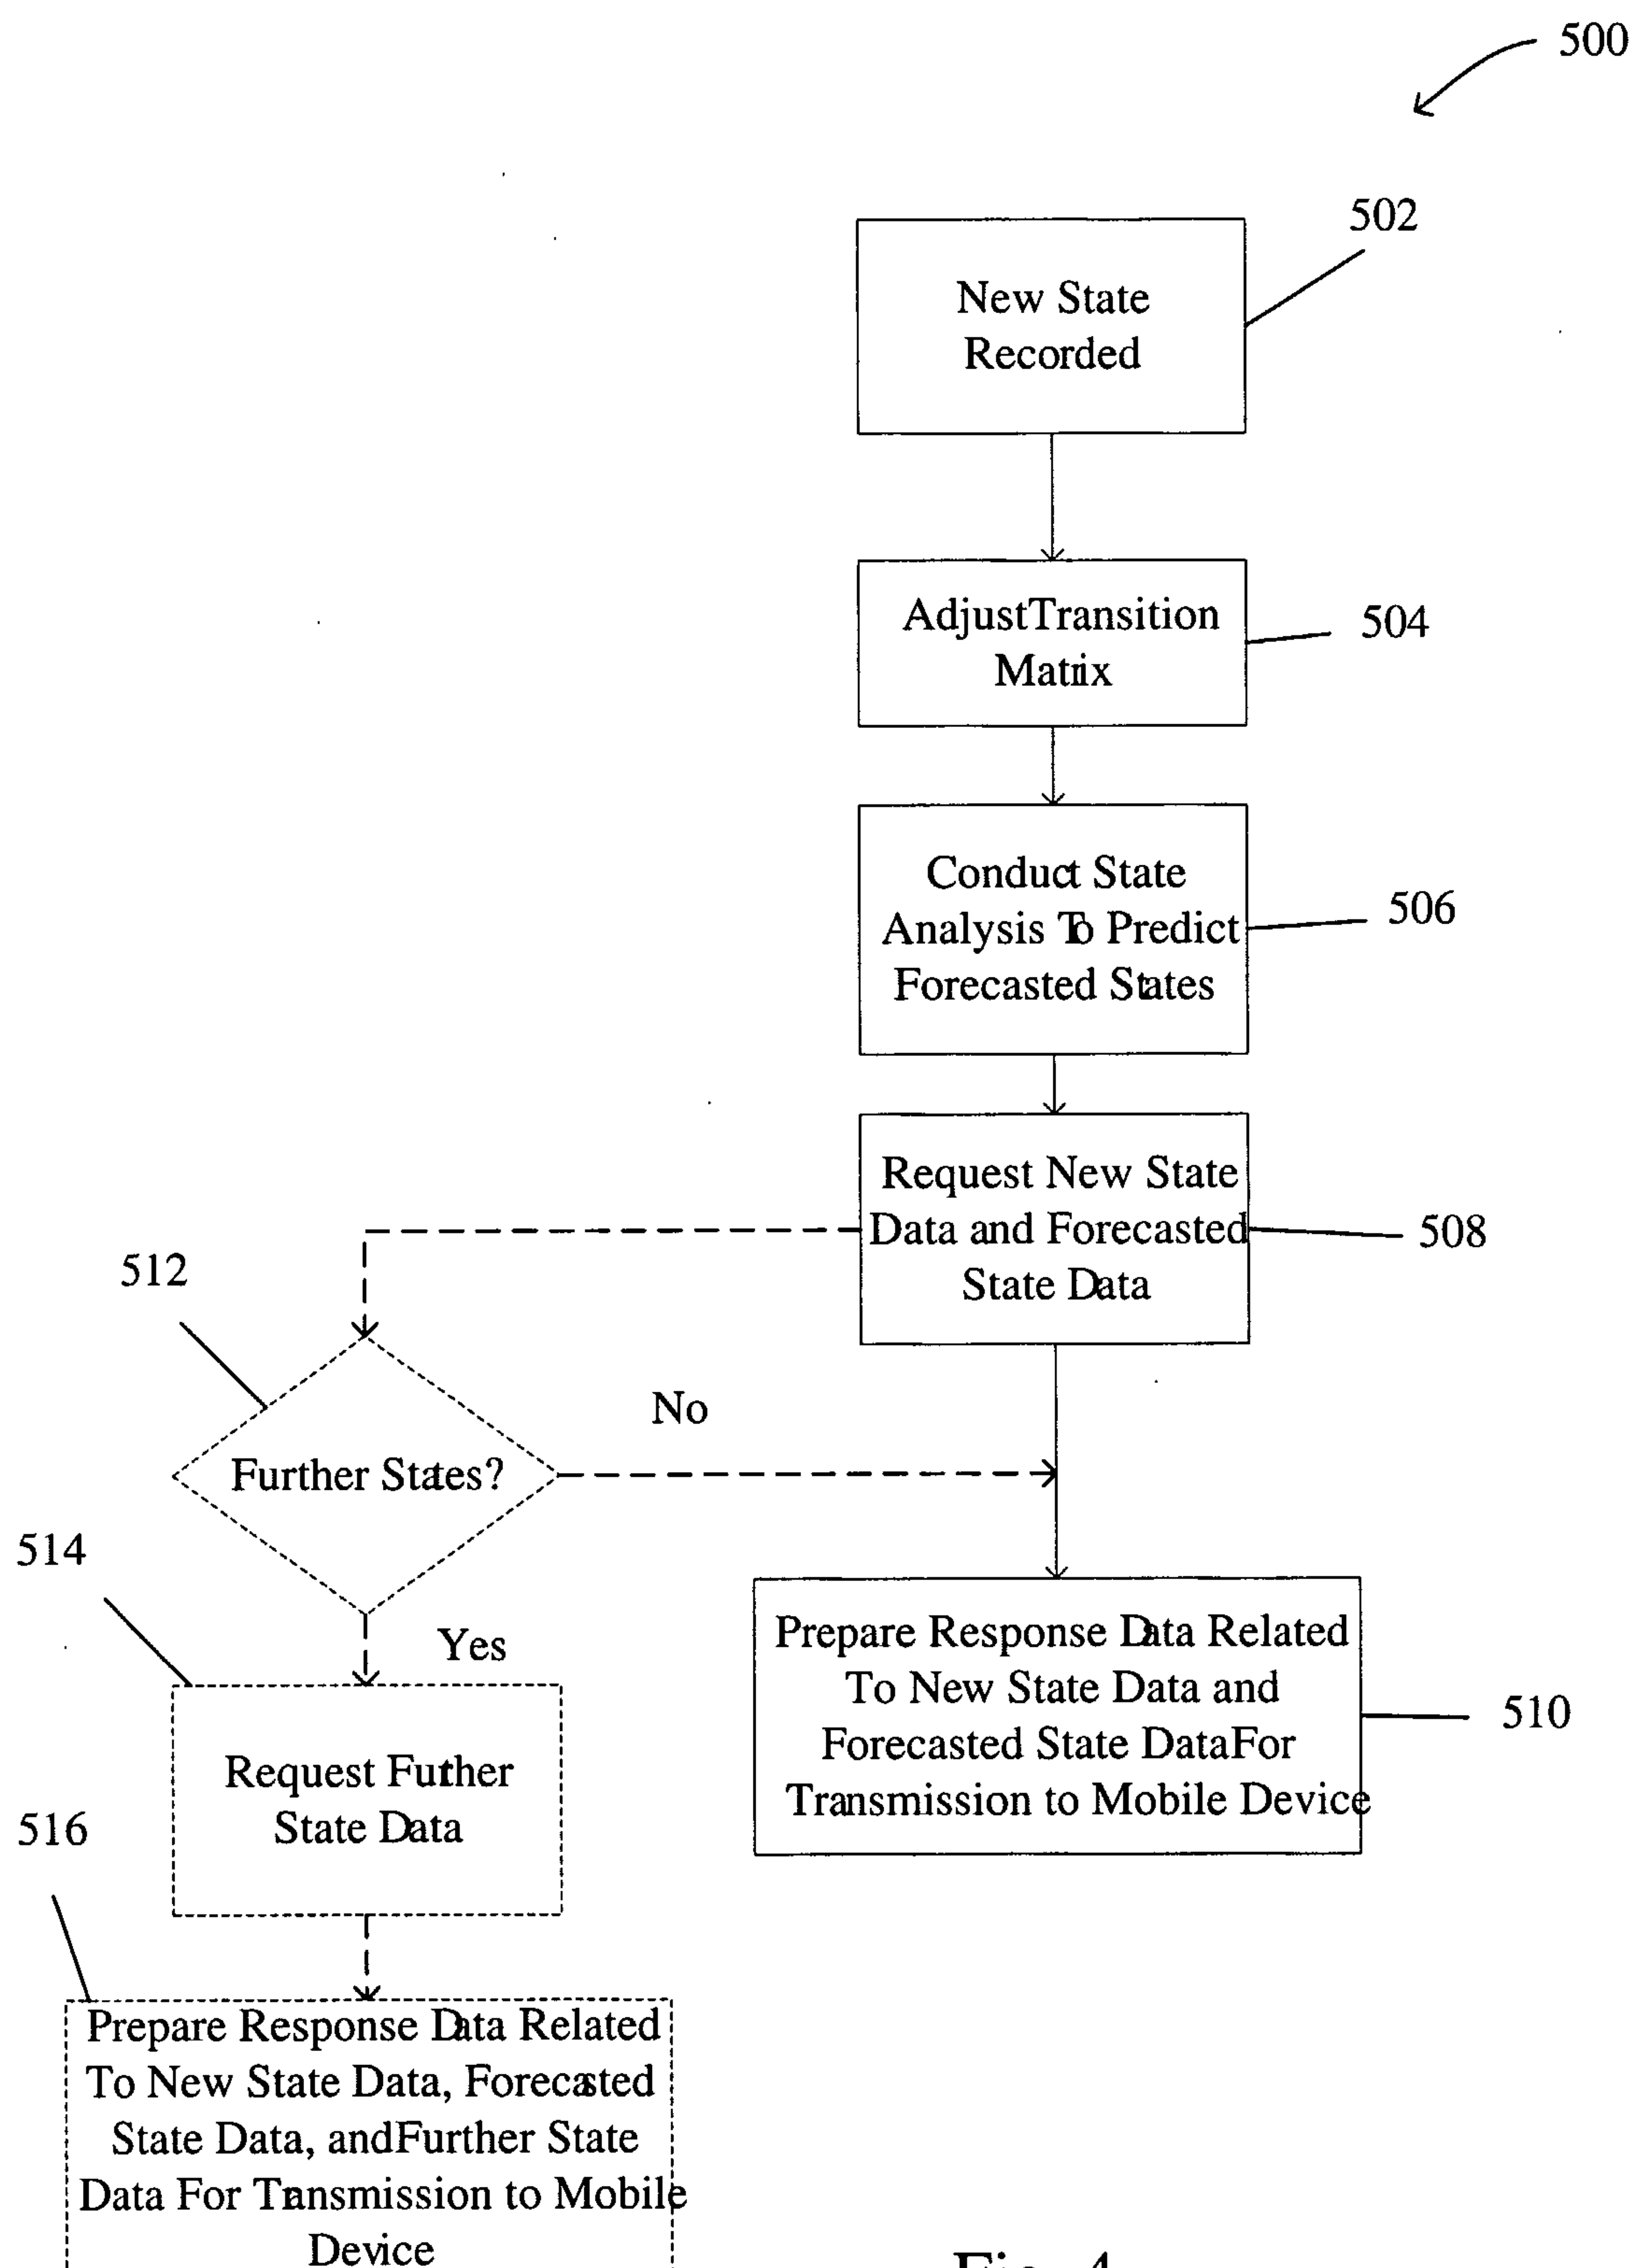 500
502
New State
Recorded
AdjustTransition
Matrix
504
Conduct State
Analysis To Predict
Forecasted States
506
Request New State
Data and Forecasted
State Data
508
512
No
Further States?
514
Yes
Prepare Response Data Related
To New State Data and
Forecasted State DataFor
Transmission to Mobile Device
510
Request Futher
State Data
516
Prepare Response Data Related
To New State Data, Forecasted
State Data, andFurther State
Data For Transmission to Mobile
Device
Fig. 4